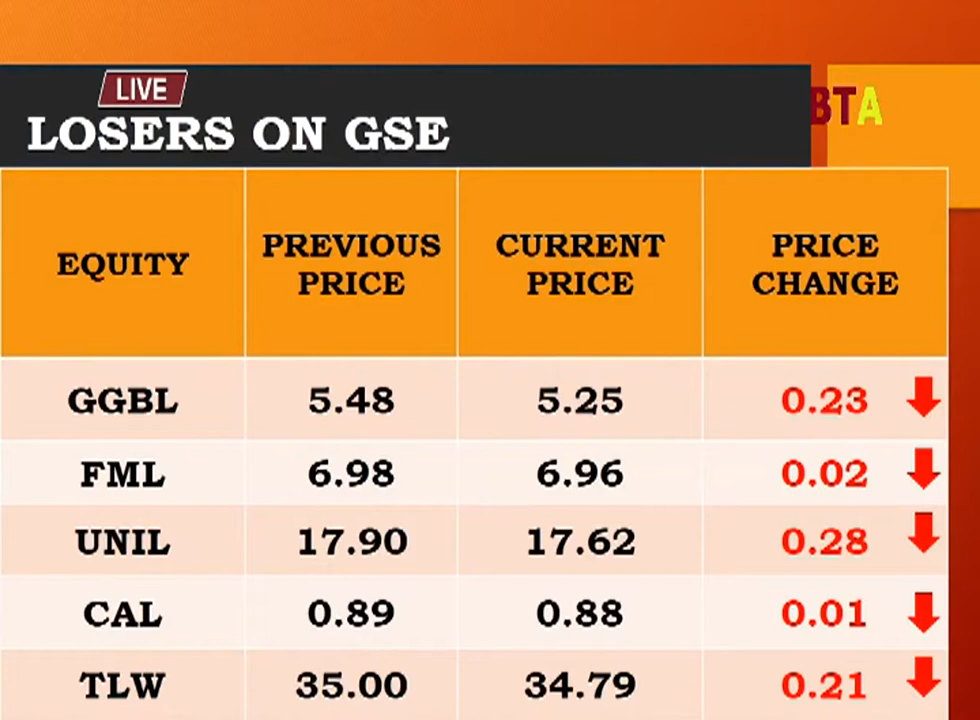 LIVE
LOSERS ON GSE
BTA
EQUITY PREVIOUS PRICE CURRENT PRICE PRICE CHANGE
GGBL 5.48 5.25 0.23
FML 6.98 6.96 0.02
UNIL 17.90 17.62 0.28
CAL 0.89 0.88 0.01
TLW 35.00 34.79 0.21